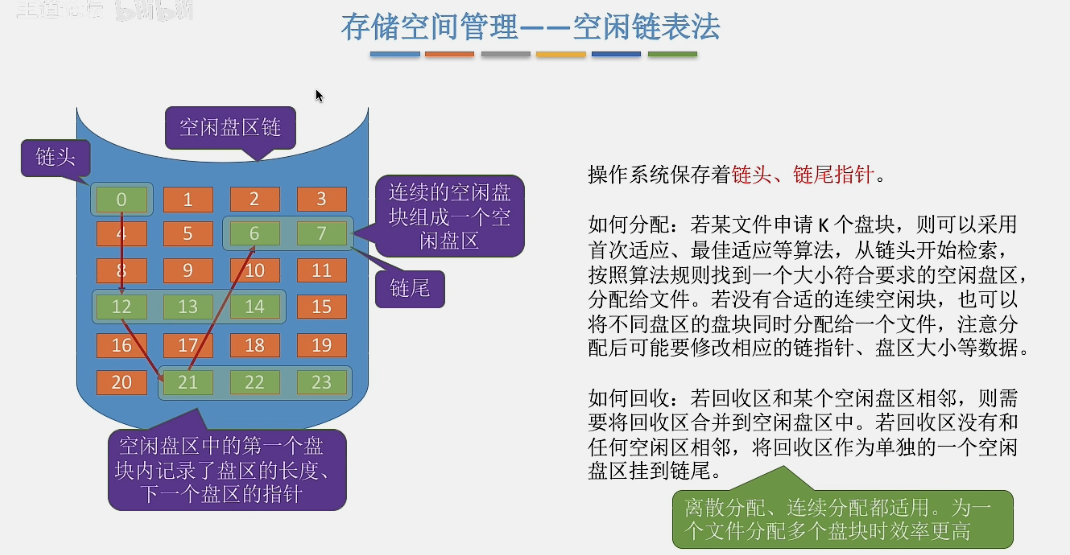 存储空间管理——空闲链表法
空闲盘区链
链头
0 1 2 3
4 5 6 7
8 9 10 11
12 13 14 15
16 17 18 19
20 21 22 23
连续的空闲盘
块组成一个空
闲盘区
链尾
空闲盘区中的第一个盘
块内记录了盘区的长度、
下一个盘区的指针
操作系统保存着链头、链尾指针。
如何分配：若某文件申请 K 个盘块，则可以采用
首次适应、最佳适应等算法，从链头开始检索，
按照算法规则找到一个大小符合要求的空闲盘区，
分配给文件。若没有合适的连续空闲块，也可以
将不同盘区的盘块同时分配给一个文件，注意分
配后可能要修改相应的链指针、盘区大小等数据。
如何回收：若回收区和某个空闲盘区相邻，则需
要将回收区合并到空闲盘区中。若回收区没有和
任何空闲区相邻，将回收区作为单独的一个空闲
盘区挂到链尾。
离散分配、连续分配都适用。为一
个文件分配多个盘块时效率更高